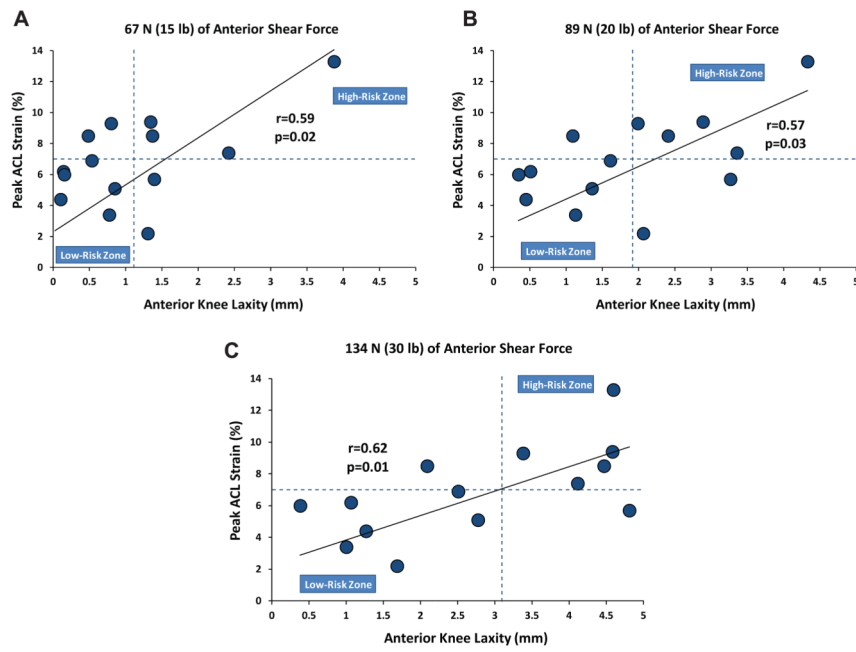 A
67 N (15 lb) of Anterior Shear Force
Peak ACL Strain (%)
14
12
10
8
6
4
2
0
High-Risk Zone
r=0.59
p=0.02
Low-Risk Zone
0 0.5 1 1.5 2 2.5 3 3.5 4 4.5 5
Anterior Knee Laxity (mm)
B
89 N (20 lb) of Anterior Shear Force
Peak ACL Strain (%)
14
12
10
8
6
4
2
0
High-Risk Zone
r=0.57
p=0.03
Low-Risk Zone
0 0.5 1 1.5 2 2.5 3 3.5 4 4.5 5
Anterior Knee Laxity (mm)
C
134 N (30 lb) of Anterior Shear Force
Peak ACL Strain (%)
14
12
10
8
6
4
2
0
High-Risk Zone
r=0.62
p=0.01
Low-Risk Zone
0 0.5 1 1.5 2 2.5 3 3.5 4 4.5 5
Anterior Knee Laxity (mm)